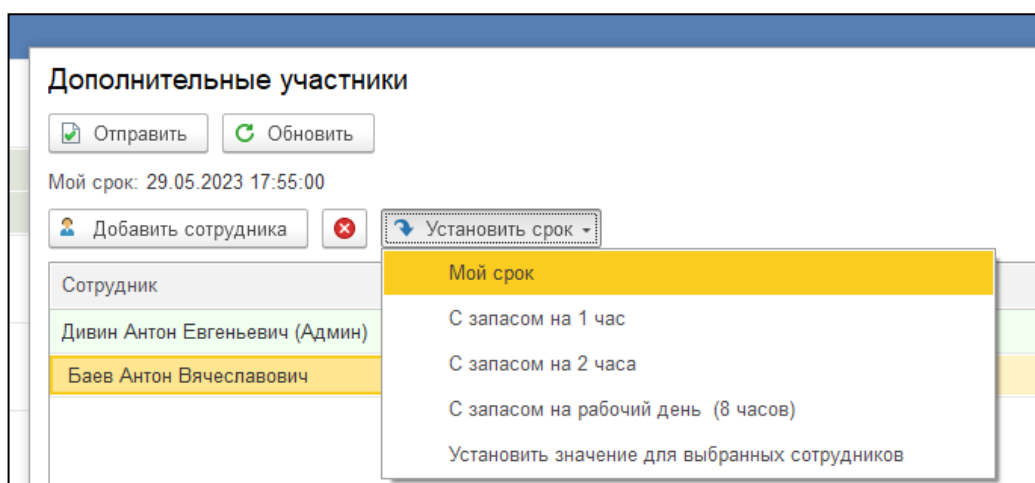 Дополнительные участники
Отправить Обновить
Мой срок: 29.05.2023 17:55:00
Добавить сотрудника Установить срок
Сотрудник
Мой срок
С запасом на 1 час
Дивин Антон Евгеньевич (Админ)
С запасом на 2 часа
Баев Антон Вячеславович
С запасом на рабочий день (8 часов)
Установить значение для выбранных сотрудников